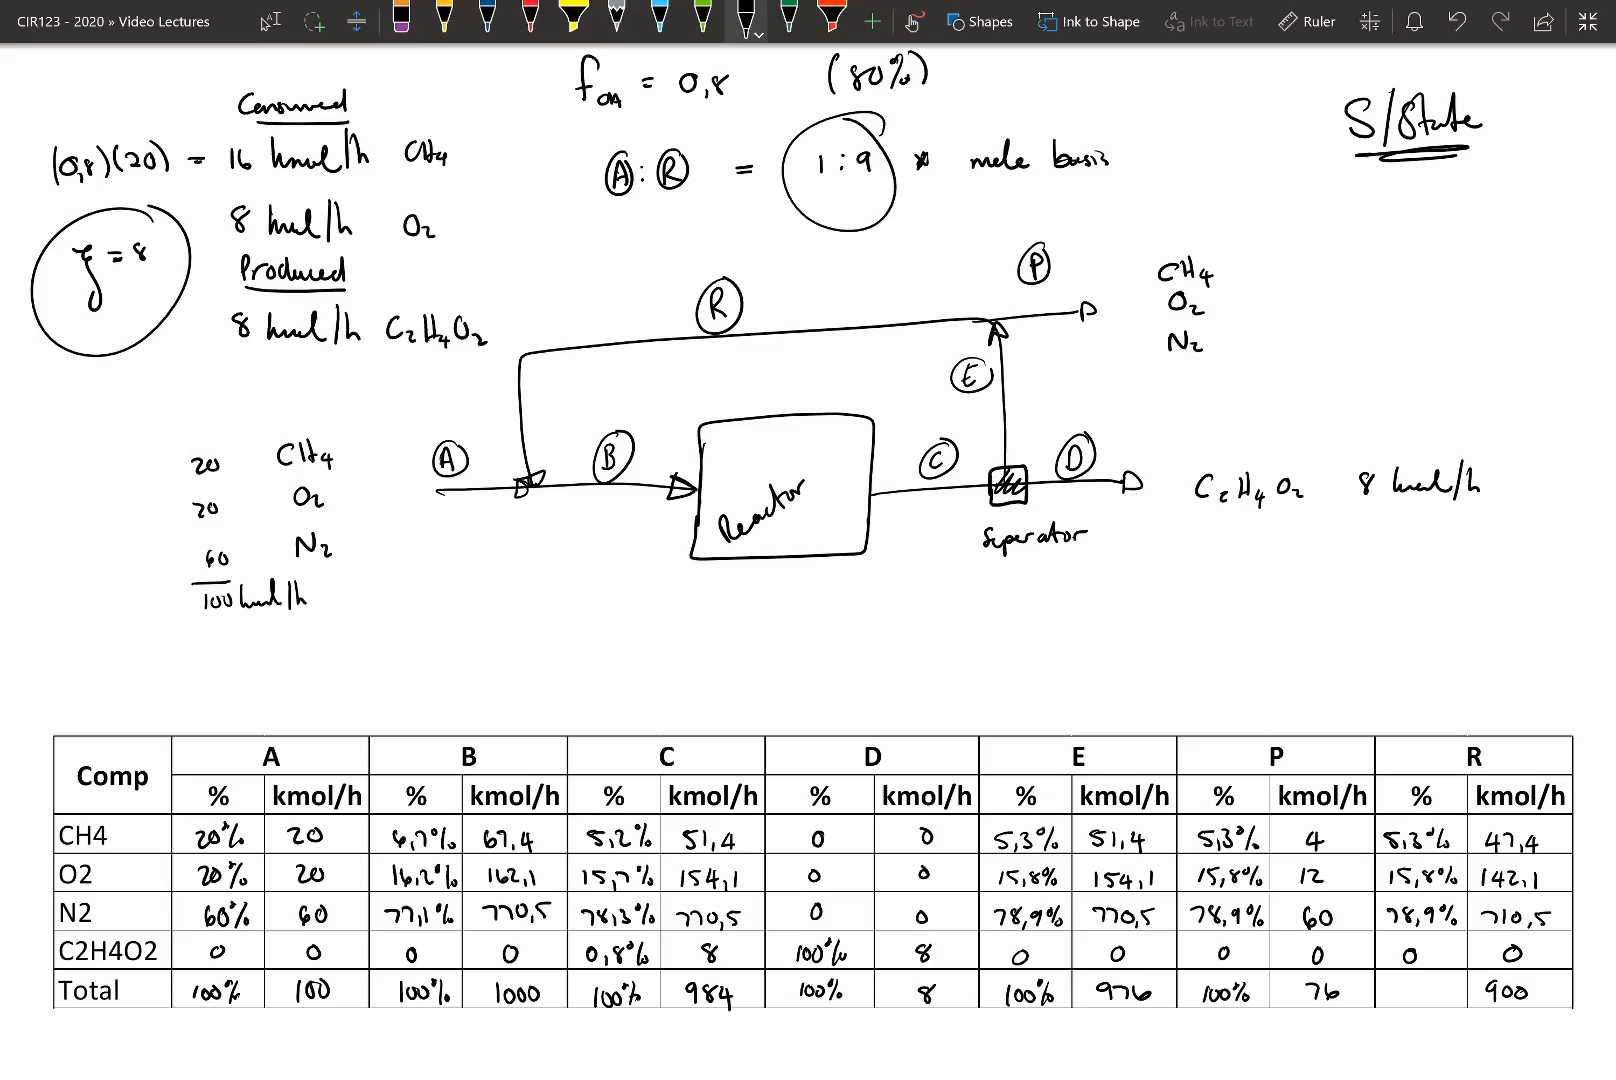 CIR123 - 2020 » Video Lectures
Shapes
Ink to Shape
Ink to Text
Ruler
fCH4 = 0,8 (80%)
S/State
Consumed
(0,8)(20) = 16 kmol/h CH4
A : R = 1 : 9 * mole basis
8 kmol/h O2
ξ = 8
Produced
8 kmol/h C2H4O2
P
CH4
O2
N2
R
E
20 CH4
20 O2
60 N2
100 kmol/h
A
B
Reactor
C
D
Seperator
C2H4O2 8 kmol/h
Comp A B C D E P R
% kmol/h % kmol/h % kmol/h % kmol/h % kmol/h % kmol/h % kmol/h
CH4 20% 20 6,7% 67,4 5,2% 51,4 0 0 5,3% 51,4 5,3% 4 5,3% 47,4
O2 20% 20 16,2% 162,1 15,7% 154,1 0 0 15,8% 154,1 15,8% 12 15,8% 142,1
N2 60% 60 77,1% 770,5 78,3% 770,5 0 0 78,9% 770,5 78,9% 60 78,9% 710,5
C2H4O2 0 0 0 0 0,8% 8 100% 8 0 0 0 0 0 0
Total 100% 100 100% 1000 100% 984 100% 8 100% 976 100% 76 900